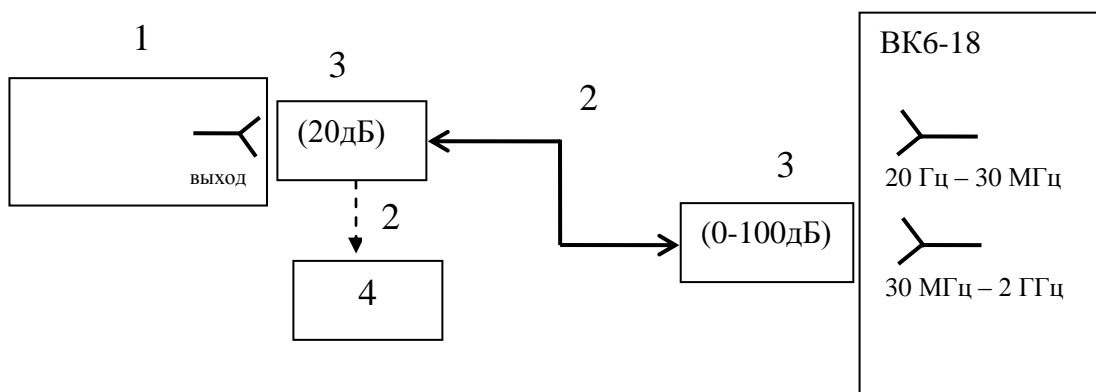 1
3
(20дБ)
выход
2
4
2
3
(0-100дБ)
ВК6-18
20 Гц – 30 МГц
30 МГц – 2 ГГц